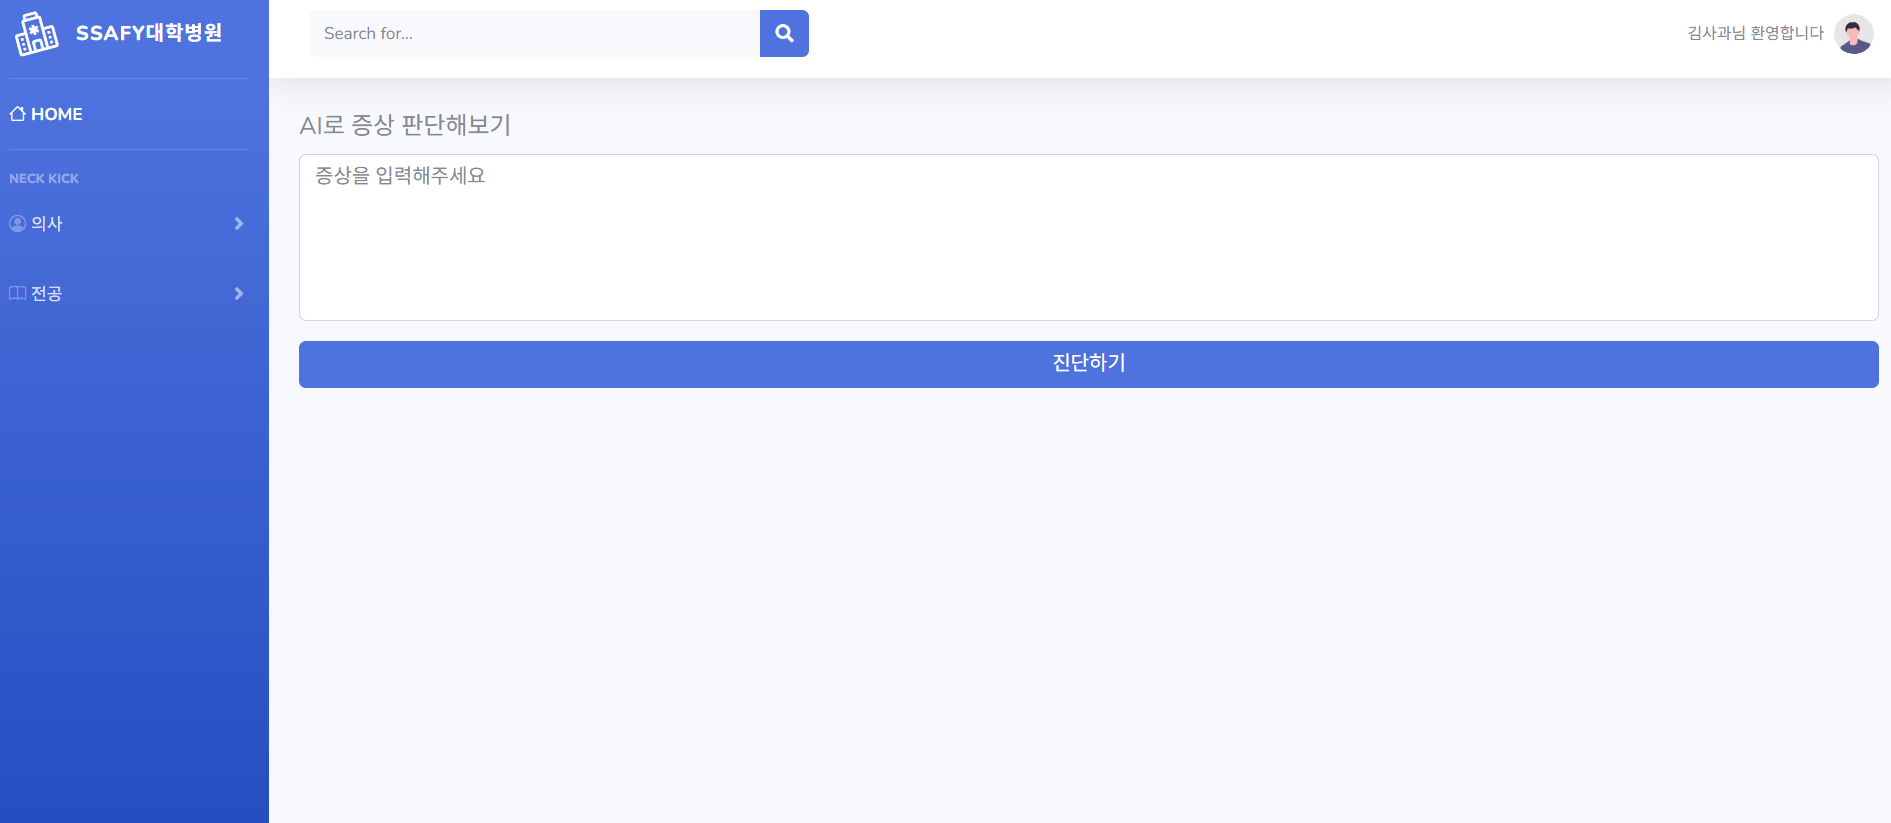 SSAFY대학병원
HOME
NECK KICK
의사
전공
Search for...
김사과님 환영합니다
AI로 증상 판단해보기
증상을 입력해주세요
진단하기